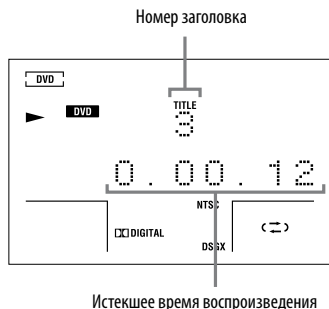 Номер заголовка
DVD
DVD
TITLE
3
0.00.12
NTSC
DIGITAL
DSGX
Истекшее время воспроизведения